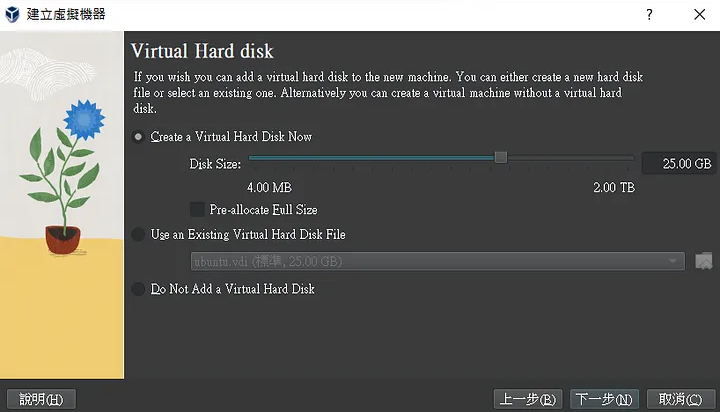 建立虛擬機器
?
Virtual Hard disk
If you wish you can add a virtual hard disk to the new machine. You can either create a new hard disk
file or select an existing one. Alternatively you can create a virtual machine without a virtual hard
disk.
Create a Virtual Hard Disk Now
Disk Size:
25.00 GB
4.00 MB
2.00 TB
Pre-allocate Full Size
Use an Existing Virtual Hard Disk File
ubuntu.vdi (標準, 25.00 GB)
Do Not Add a Virtual Hard Disk
說明(H)
上一步(B)
下一步(N)
取消(C)